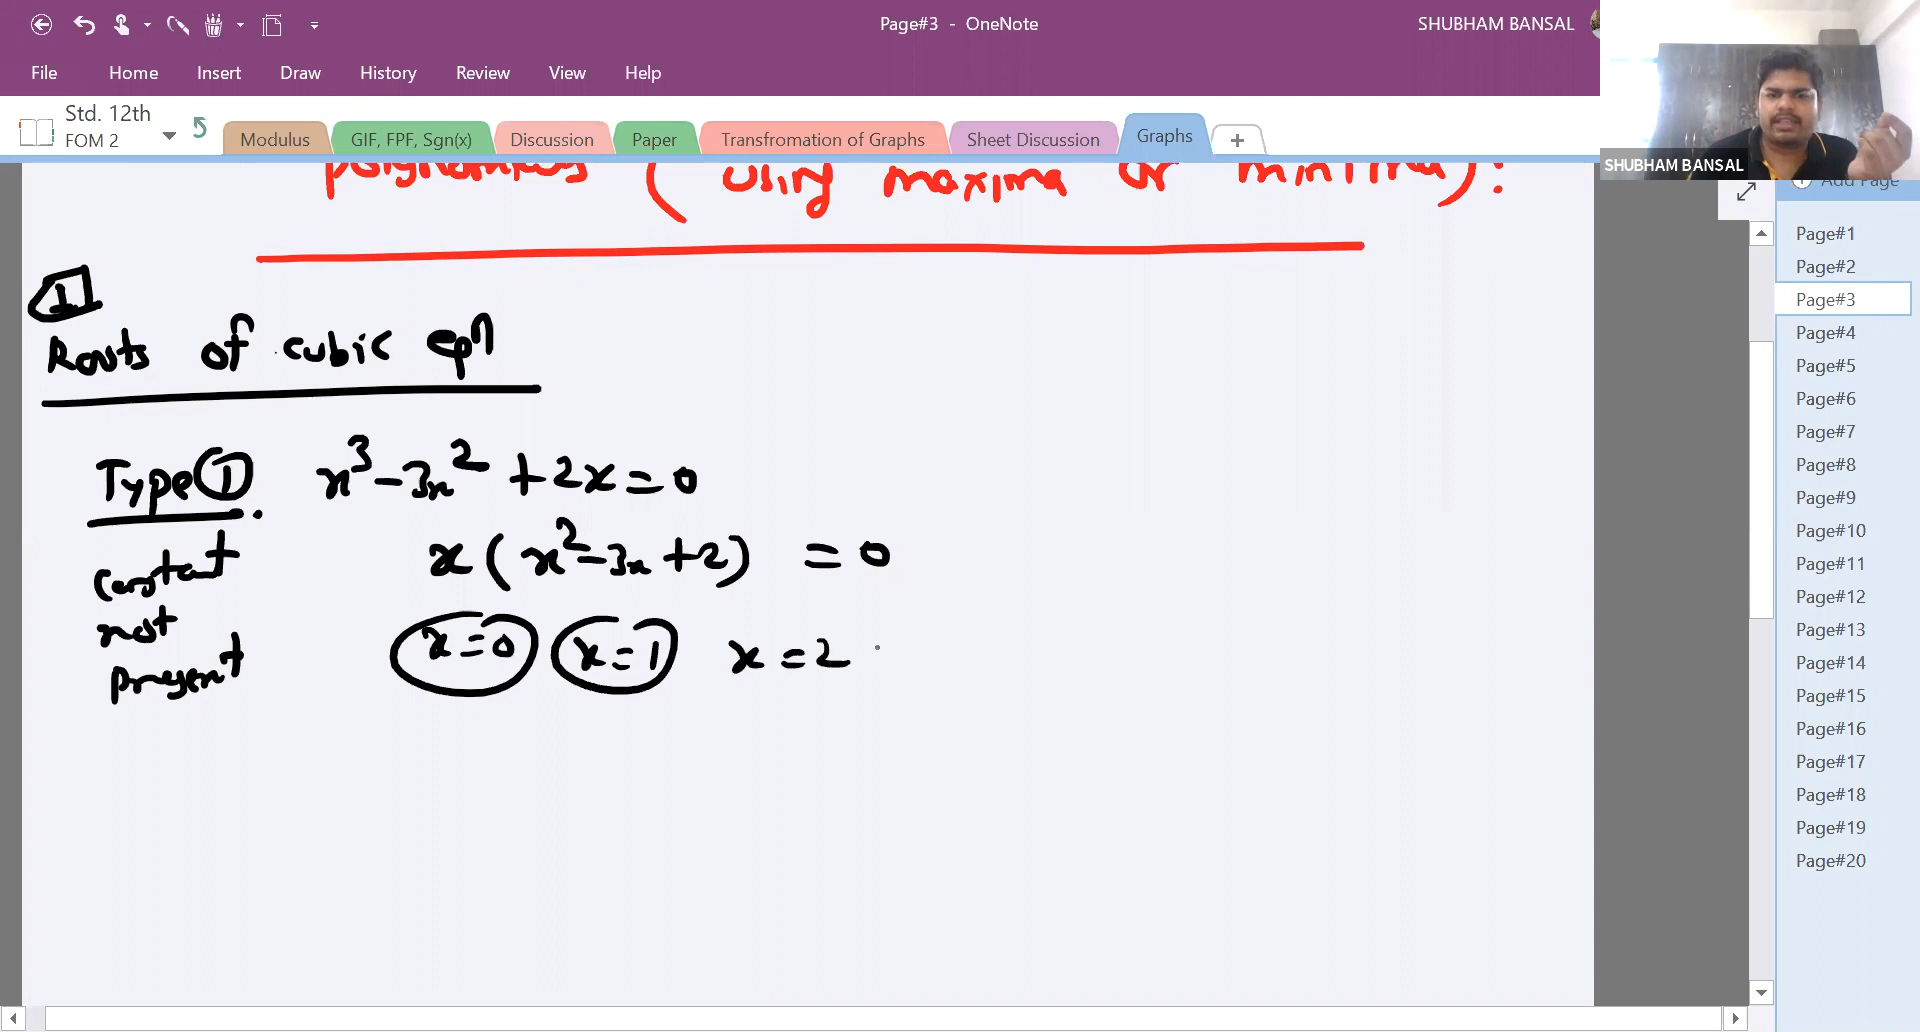 Page#3 - OneNote
SHUBHAM BANSAL
File Home Insert Draw History Review View Help
Std. 12th
FOM 2
Modulus GIF, FPF, Sgn(x) Discussion Paper Transfromation of Graphs Sheet Discussion Graphs +
SHUBHAM BANSAL
Add Page
Page#1
Page#2
Page#3
Page#4
Page#5
Page#6
Page#7
Page#8
Page#9
Page#10
Page#11
Page#12
Page#13
Page#14
Page#15
Page#16
Page#17
Page#18
Page#19
Page#20
(using maxima or minima):
1
Roots of cubic eqn
Type ① x³ - 3x² + 2x = 0
constant x(x² - 3x + 2) = 0
not
present x = 0 x = 1 x = 2